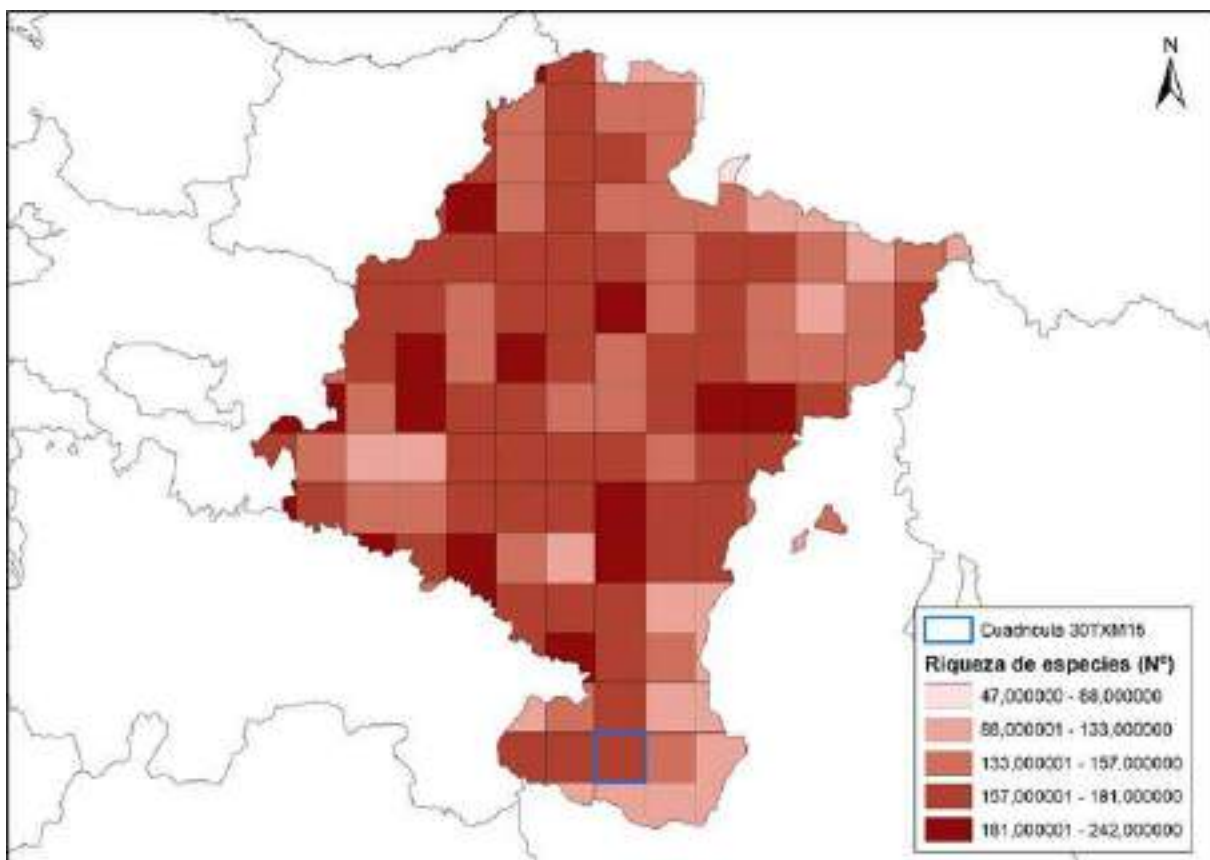 N
Cuadricula 30TXM15
Riqueza de especies (Nº)
47,000000 - 88,000000
88,000001 - 133,000000
133,000001 - 157,000000
157,000001 - 181,000000
181,000001 - 242,000000